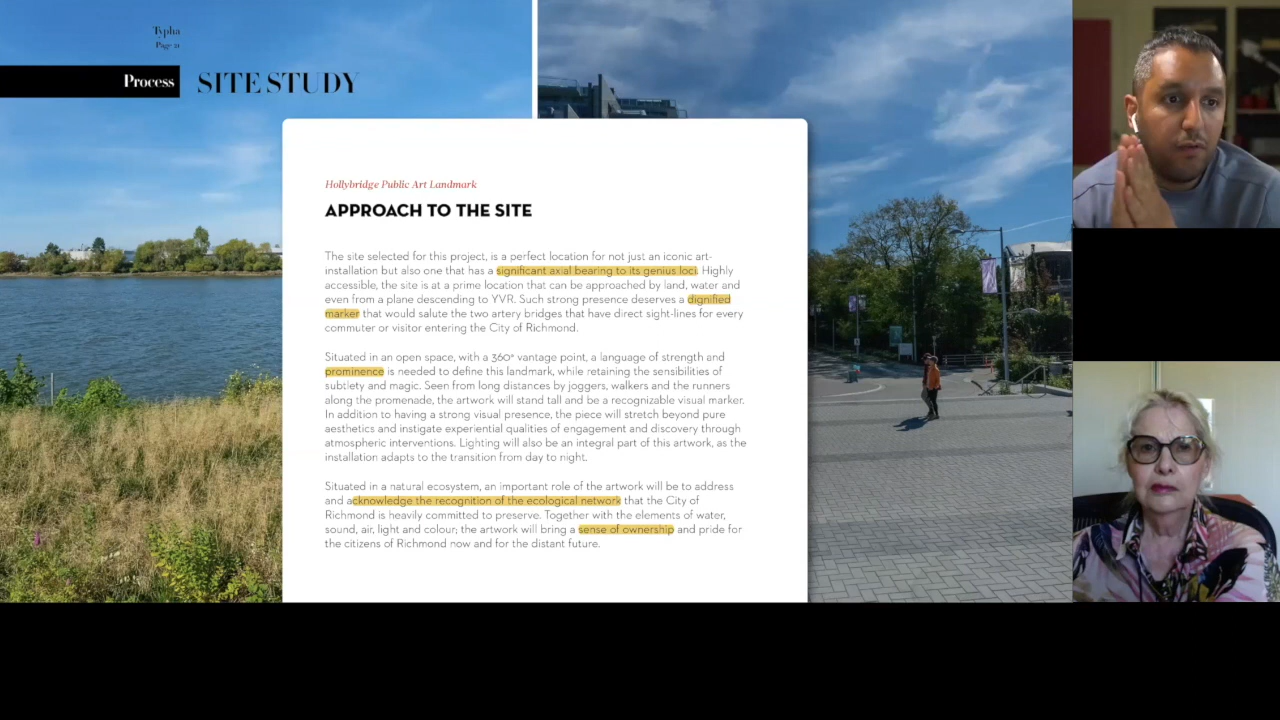 Typha
Page 21
Process
SITE STUDY
Hollybridge Public Art Landmark
APPROACH TO THE SITE
The site selected for this project, is a perfect location for not just an iconic art-
installation but also one that has a significant axial bearing to its genius loci. Highly
accessible, the site is at a prime location that can be approached by land, water and
even from a plane descending to YVR. Such strong presence deserves a dignified
marker that would salute the two artery bridges that have direct sight-lines for every
commuter or visitor entering the City of Richmond.
Situated in an open space, with a 360° vantage point, a language of strength and
prominence is needed to define this landmark, while retaining the sensibilities of
subtlety and magic. Seen from long distances by joggers, walkers and the runners
along the promenade, the artwork will stand tall and be a recognizable visual marker.
In addition to having a strong visual presence, the piece will stretch beyond pure
aesthetics and instigate experiential qualities of engagement and discovery through
atmospheric interventions. Lighting will also be an integral part of this artwork, as the
installation adapts to the transition from day to night.
Situated in a natural ecosystem, an important role of the artwork will be to address
and acknowledge the recognition of the ecological network that the City of
Richmond is heavily committed to preserve. Together with the elements of water,
sound, air, light and colour; the artwork will bring a sense of ownership and pride for
the citizens of Richmond now and for the distant future.